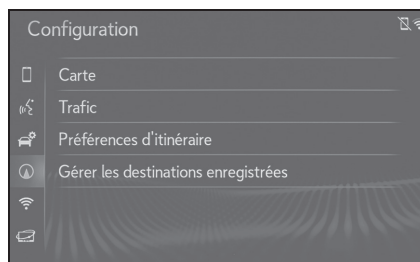 Configuration
Carte
Trafic
Préférences d'itinéraire
Gérer les destinations enregistrées